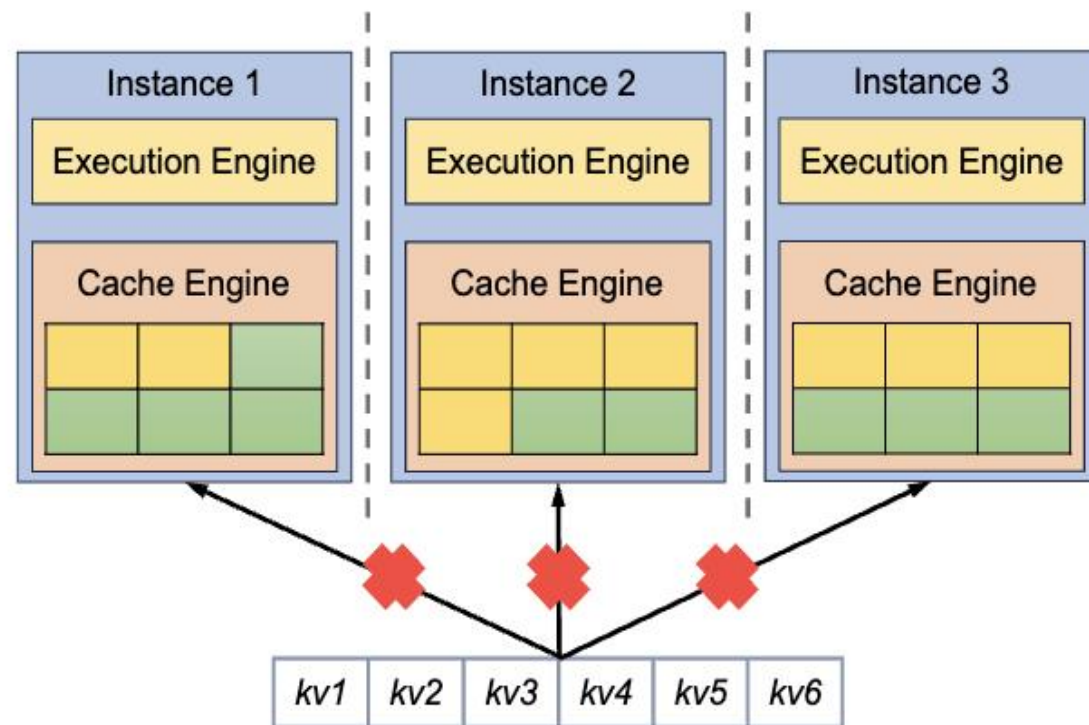 Instance 1
Execution Engine
Cache Engine
Instance 2
Execution Engine
Cache Engine
Instance 3
Execution Engine
Cache Engine
kv1 kv2 kv3 kv4 kv5 kv6